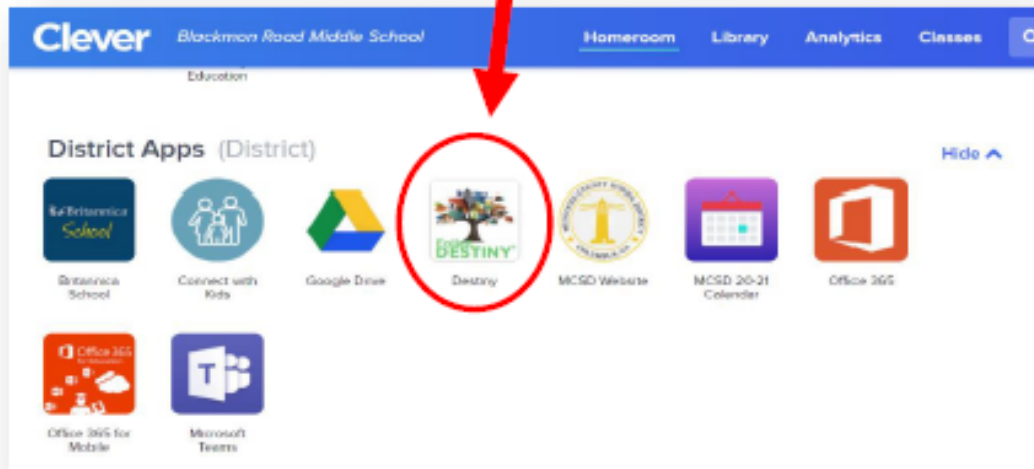 Clever Blackmon Road Middle School Homeroom Library Analytics Classes
Education
District Apps (District) Hide
Britannica
School
DESTINY
Britannica
School
Connect with
Kids
Google Drive
Destiny
MCSD Website
MCSD 20-21
Calendar
Office 365
Office 365
T
Office 365 for
Mobile
Microsoft
Teams